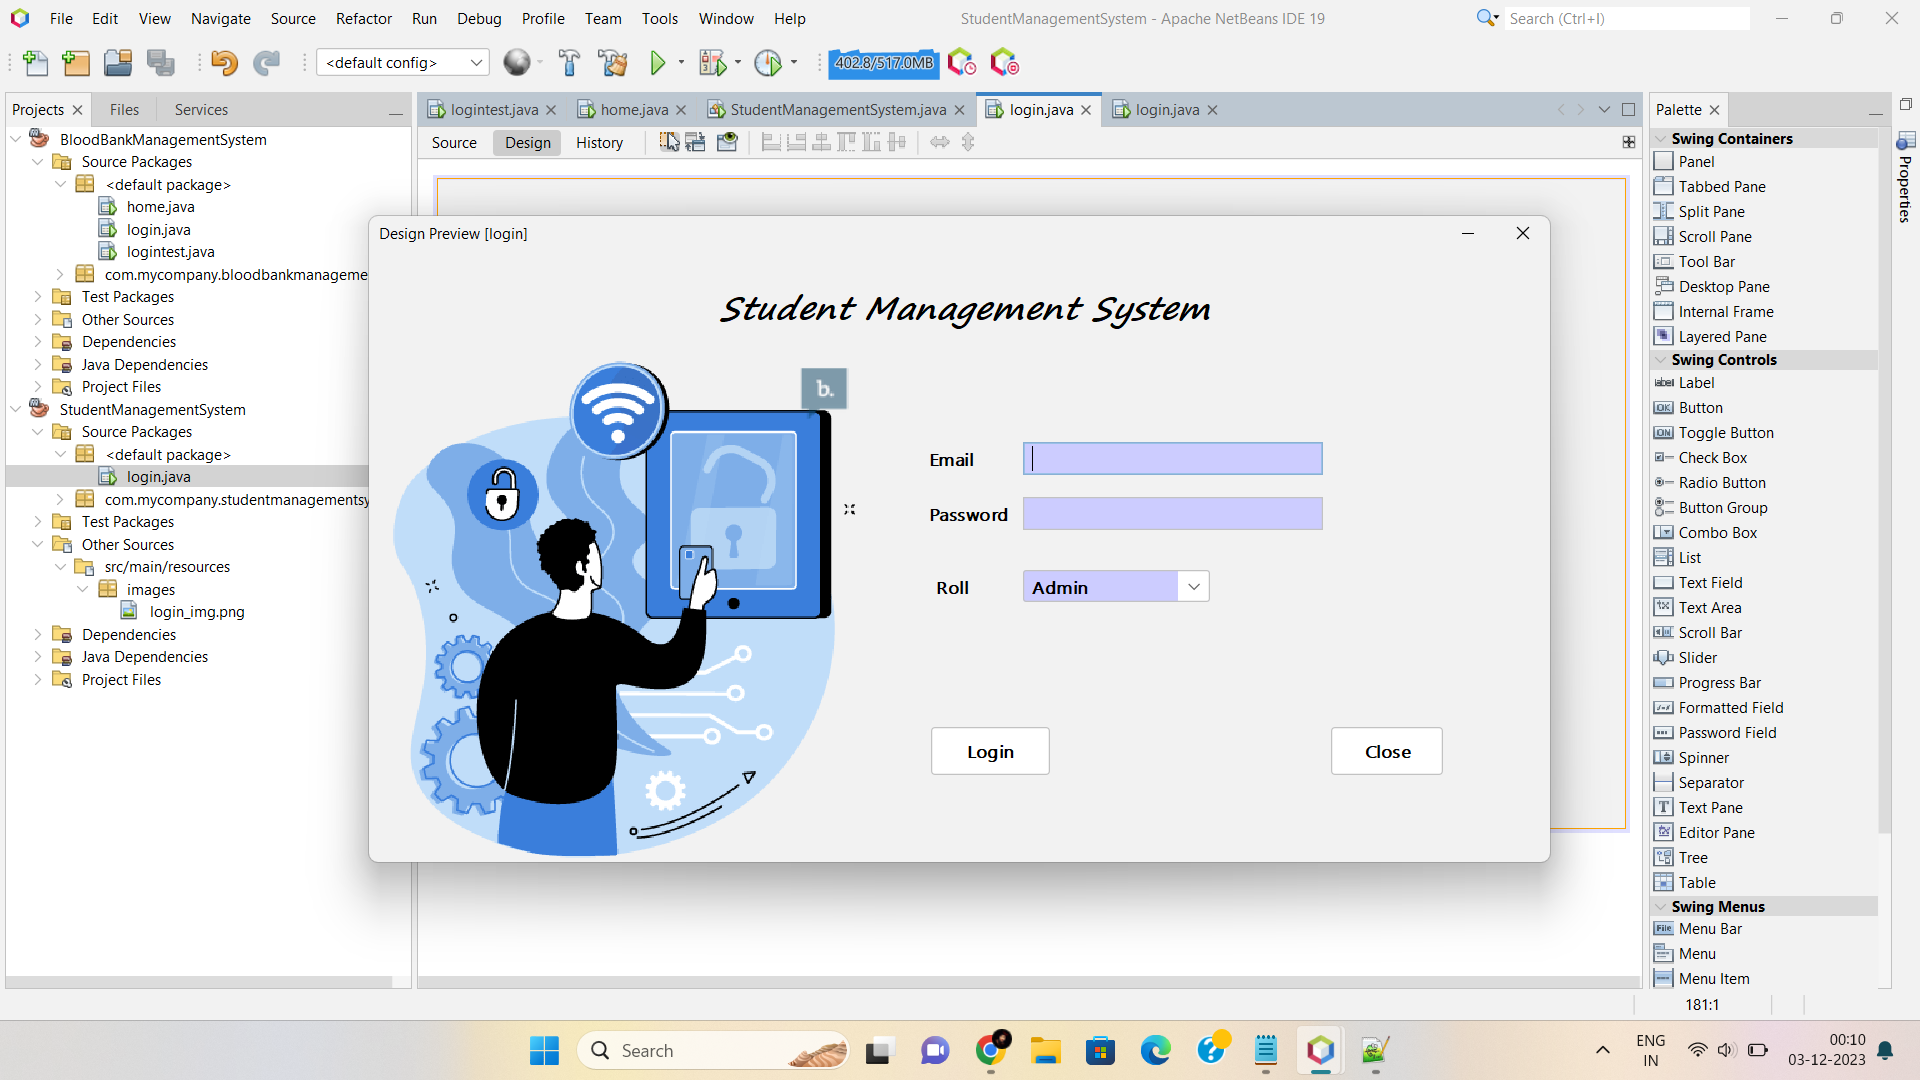 File Edit View Navigate Source Refactor Run Debug Profile Team Tools Window Help
StudentManagementSystem - Apache NetBeans IDE 19
Search (Ctrl+I)
<default config>
402.8/517.0MB
Projects
Files
Services
logintest.java
home.java
StudentManagementSystem.java
login.java
login.java
Palette
Source
Design
History
Properties
BloodBankManagementSystem
Source Packages
<default package>
home.java
login.java
logintest.java
com.mycompany.bloodbankmanageme
Test Packages
Other Sources
Dependencies
Java Dependencies
Project Files
StudentManagementSystem
Source Packages
<default package>
login.java
com.mycompany.studentmanagementsy
Test Packages
Other Sources
src/main/resources
images
login_img.png
Dependencies
Java Dependencies
Project Files
Design Preview [login]
Student Management System
b.
Email
Password
Roll
Admin
Login
Close
Swing Containers
Panel
Tabbed Pane
Split Pane
Scroll Pane
Tool Bar
Desktop Pane
Internal Frame
Layered Pane
Swing Controls
label Label
OK Button
ON Toggle Button
Check Box
Radio Button
Button Group
Combo Box
List
Text Field
Text Area
Scroll Bar
Slider
Progress Bar
Formatted Field
Password Field
Spinner
Separator
Text Pane
Editor Pane
Tree
Table
Swing Menus
File Menu Bar
Menu
Menu Item
181:1
Search
ENG
IN
00:10
03-12-2023